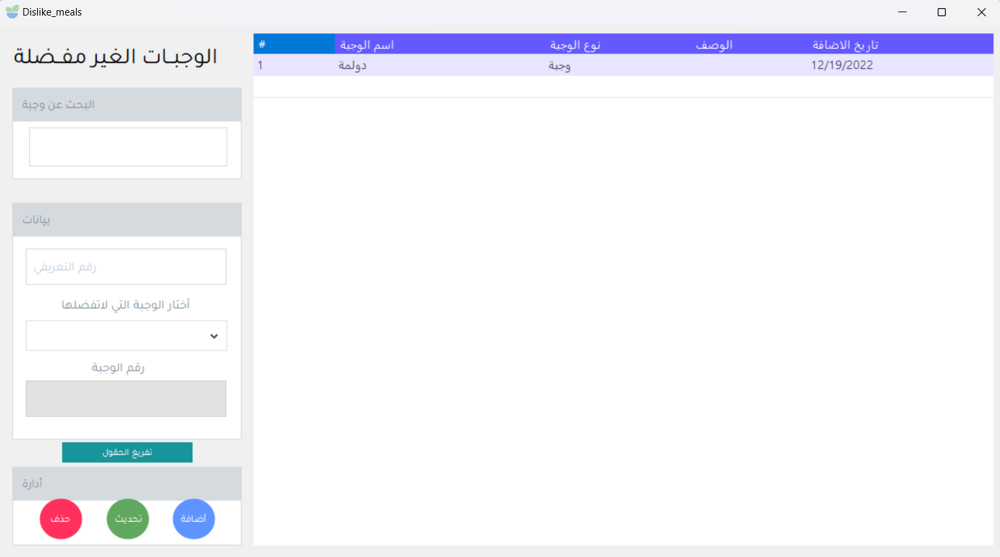 Dislike_meals
الوجبات الغير مفضلة
البحث عن وجبة
بيانات
رقم التعريفي
أختار الوجبة التي لاتفضلها
رقم الوجبة
تفريغ الحقول
أدارة
حذف تحديث أضافة
# اسم الوجبة نوع الوجبة الوصف تاريخ الاضافة
1 دولمة وجبة 12/19/2022